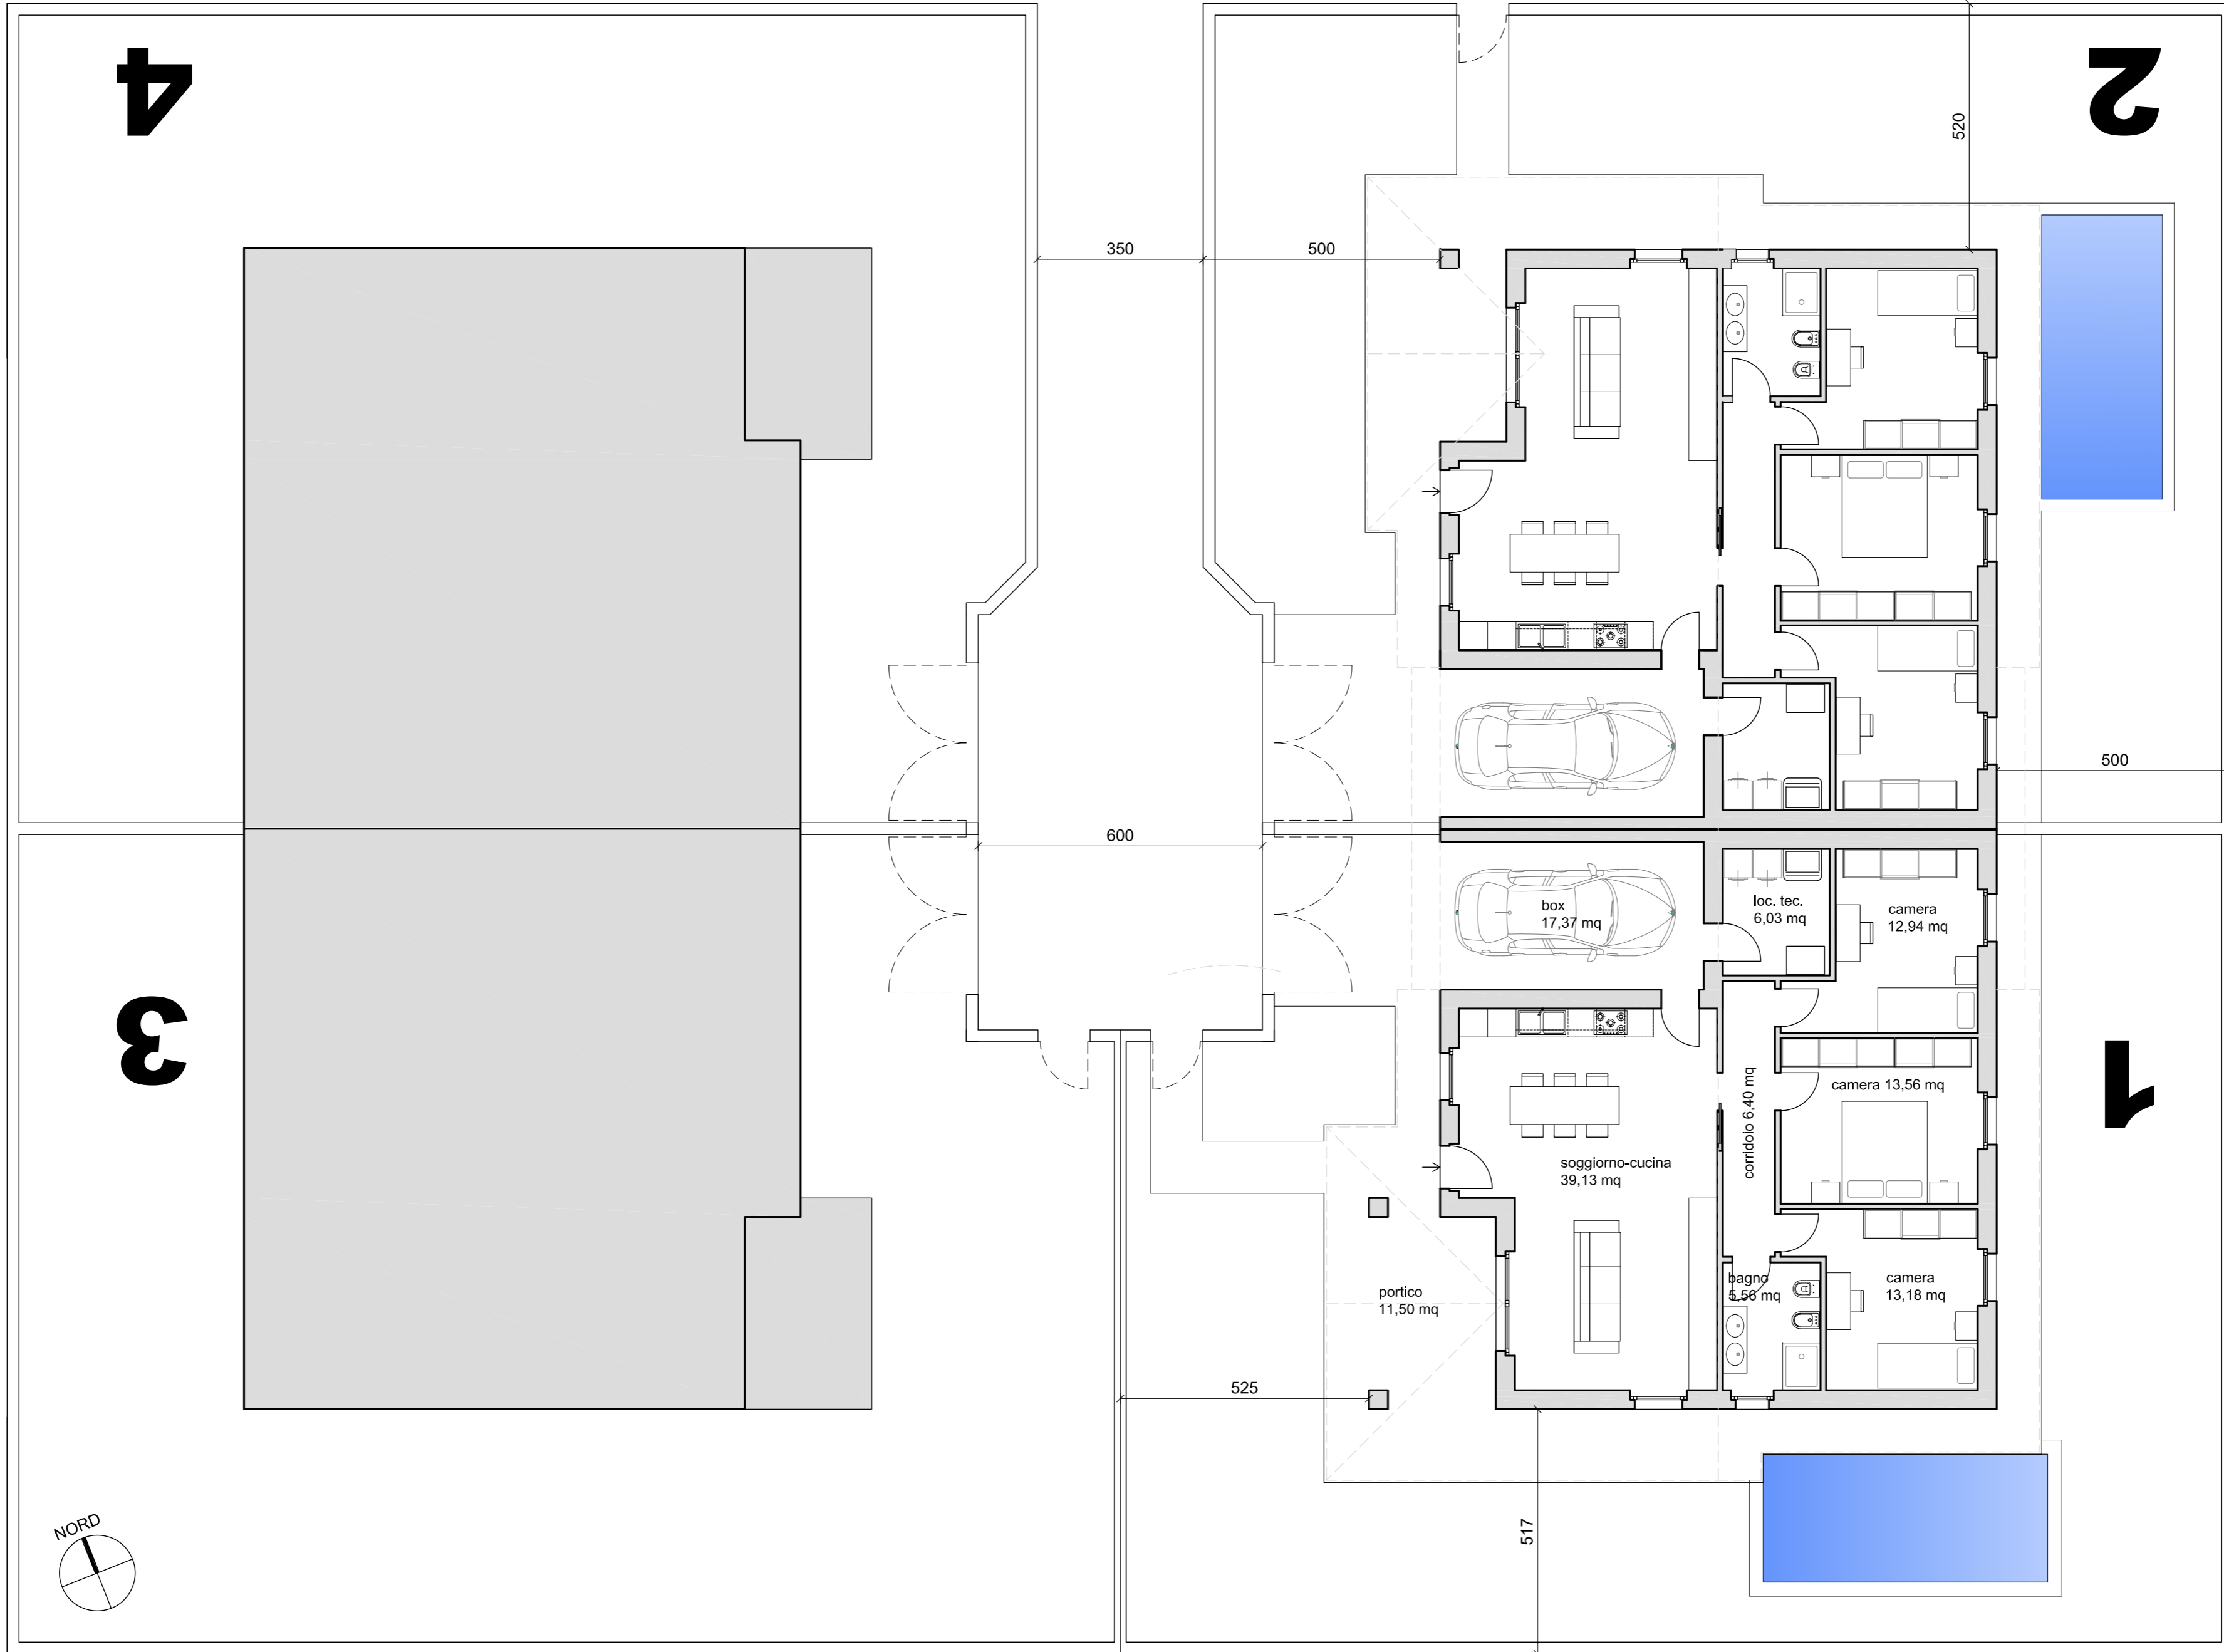 4
2
520
350
500
500
600
box
17,37 mq
loc. tec.
6,03 mq
camera
12,94 mq
3
1
camera 13,56 mq
corridoio 6,40 mq
soggiorno-cucina
39,13 mq
portico
11,50 mq
bagno
5,56 mq
camera
13,18 mq
525
517
NORD